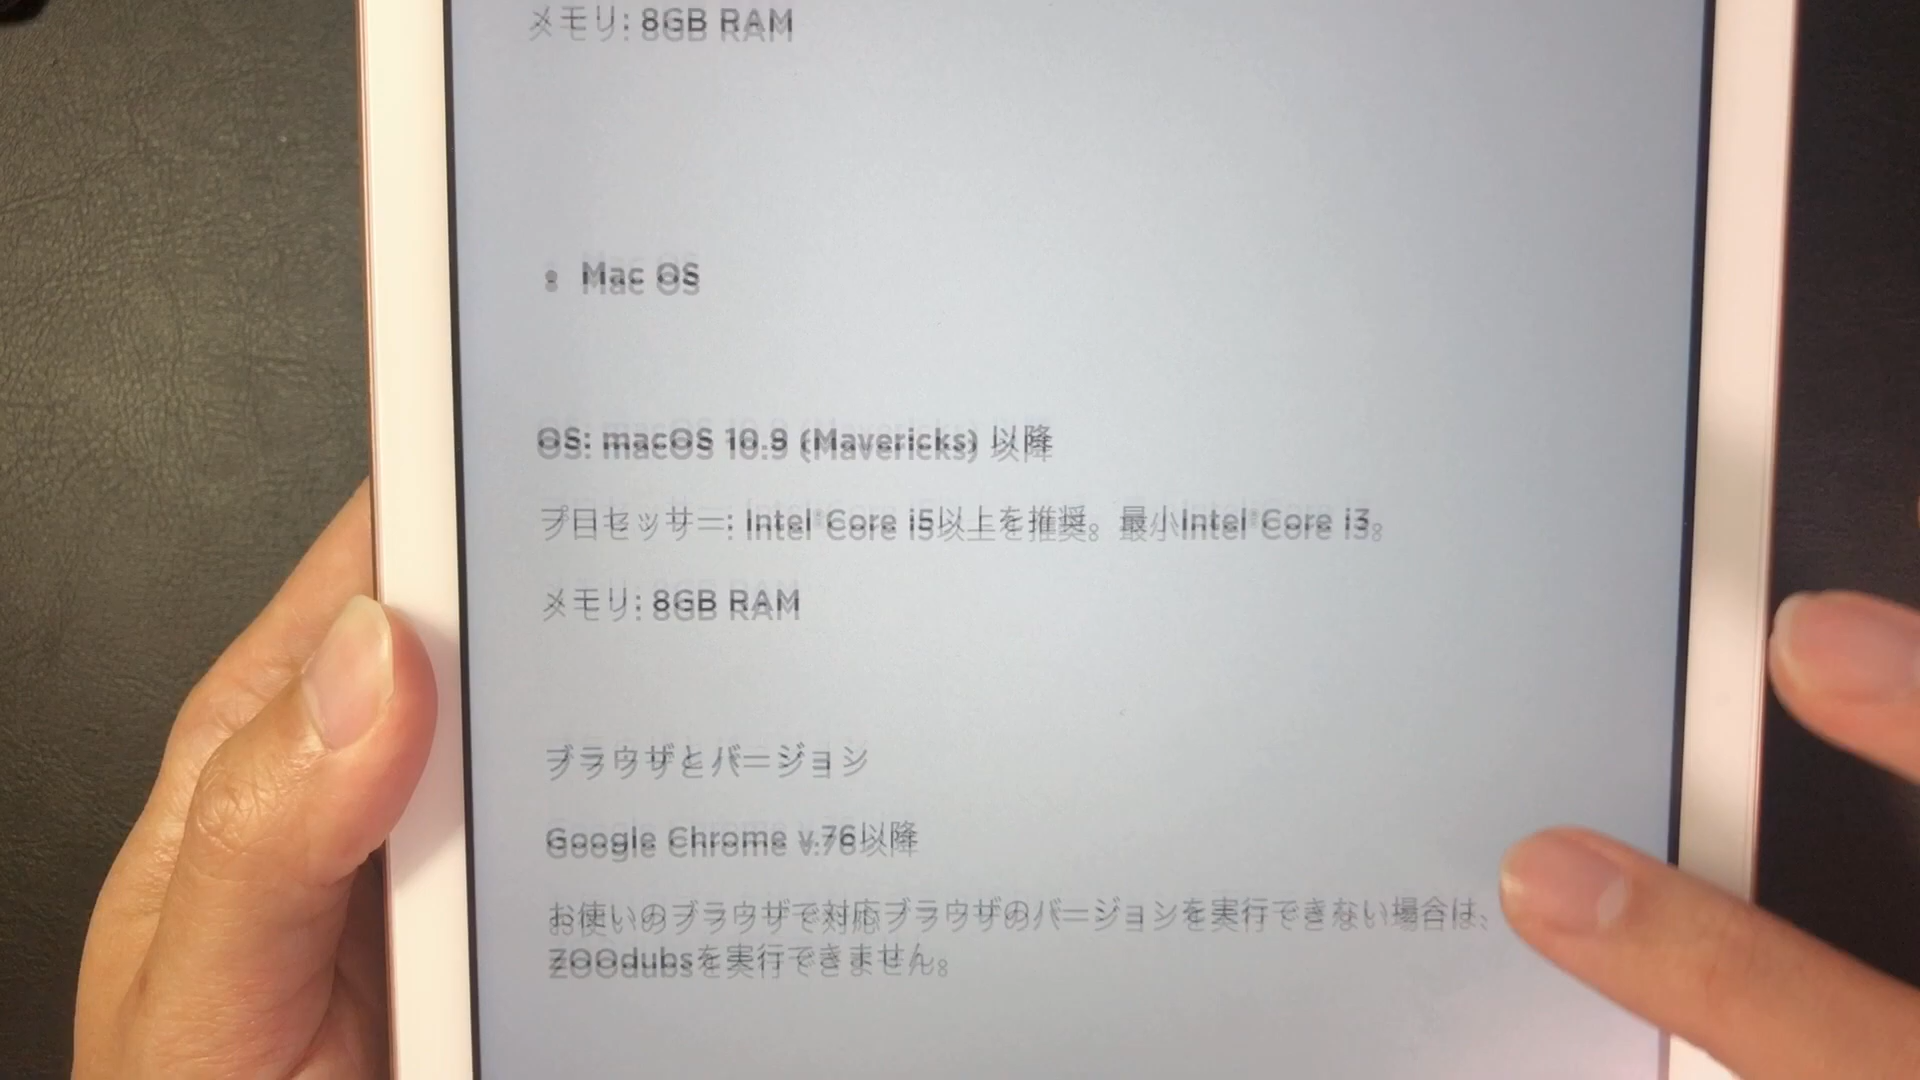 メモリ: 8GB RAM
• Mac OS
OS: macOS 10.9 (Mavericks) 以降
プロセッサー: Intel® Core i5以上を推奨。最小Intel® Core i3。
メモリ: 8GB RAM
ブラウザとバージョン
Google Chrome v.76以降
お使いのブラウザで対応ブラウザのバージョンを実行できない場合は、
ZOOdubsを実行できません。